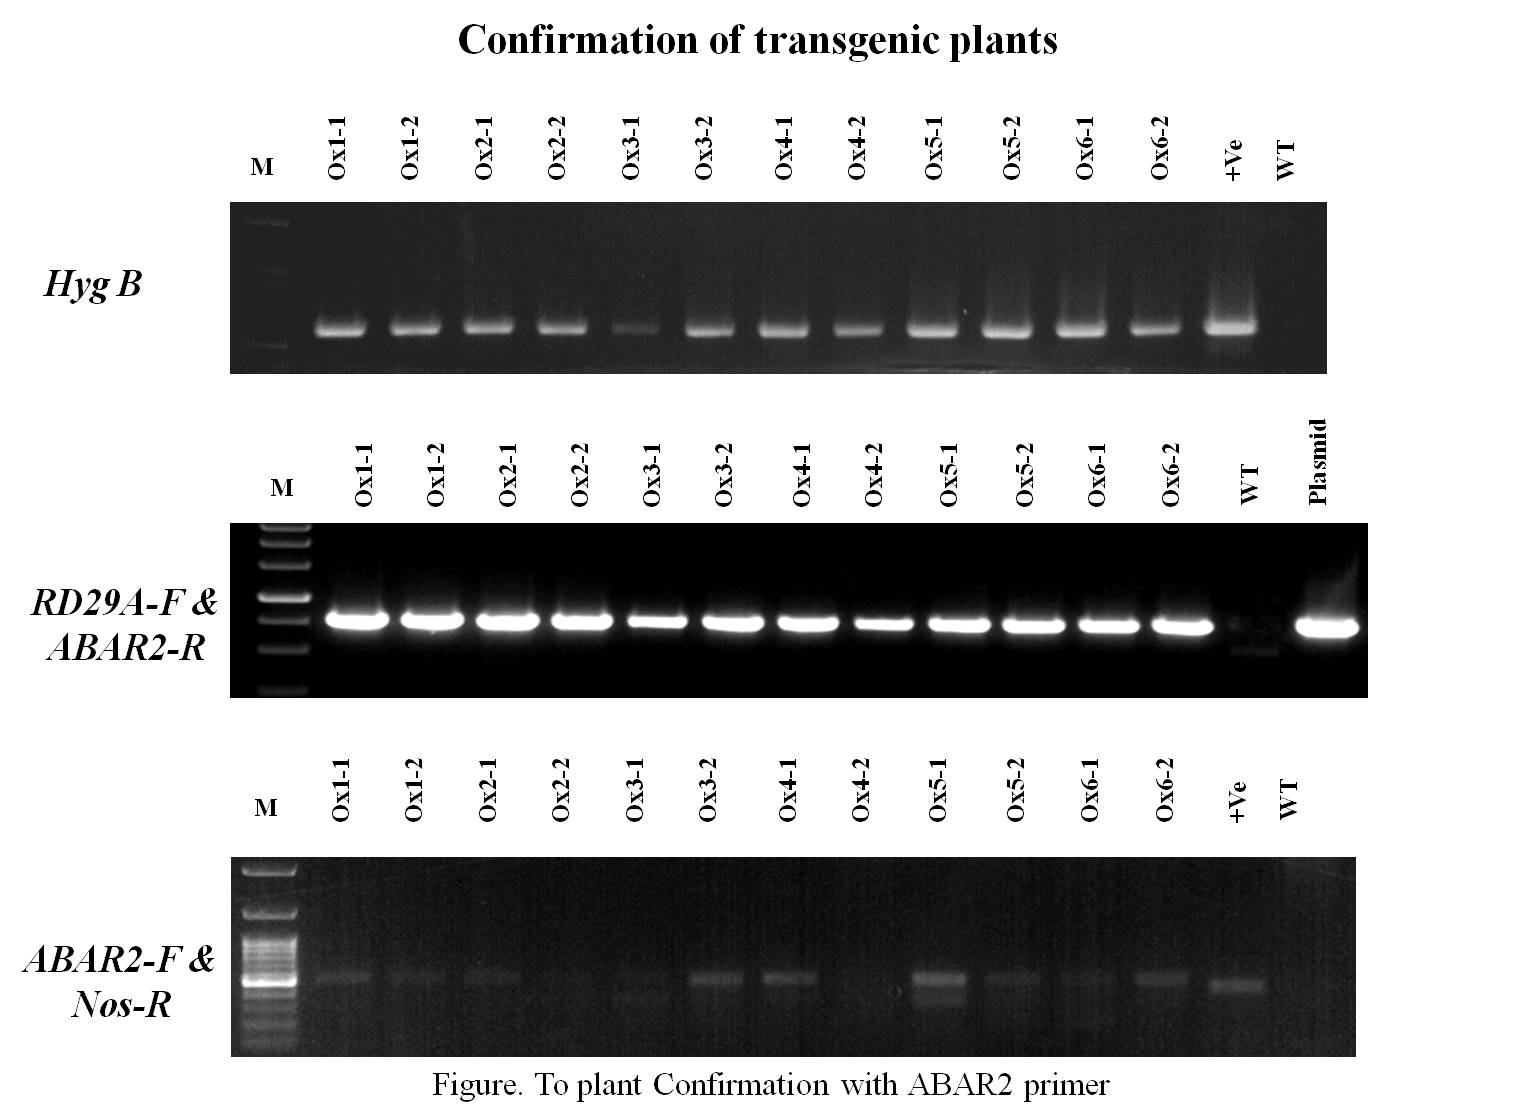 Confirmation of transgenic plants
M Ox1-1 Ox1-2 Ox2-1 Ox2-2 Ox3-1 Ox3-2 Ox4-1 Ox4-2 Ox5-1 Ox5-2 Ox6-1 Ox6-2 +Ve WT
Hyg B
M Ox1-1 Ox1-2 Ox2-1 Ox2-2 Ox3-1 Ox3-2 Ox4-1 Ox4-2 Ox5-1 Ox5-2 Ox6-1 Ox6-2 WT Plasmid
RD29A-F &
ABAR2-R
M Ox1-1 Ox1-2 Ox2-1 Ox2-2 Ox3-1 Ox3-2 Ox4-1 Ox4-2 Ox5-1 Ox5-2 Ox6-1 Ox6-2 +Ve WT
ABAR2-F &
Nos-R
Figure. To plant Confirmation with ABAR2 primer